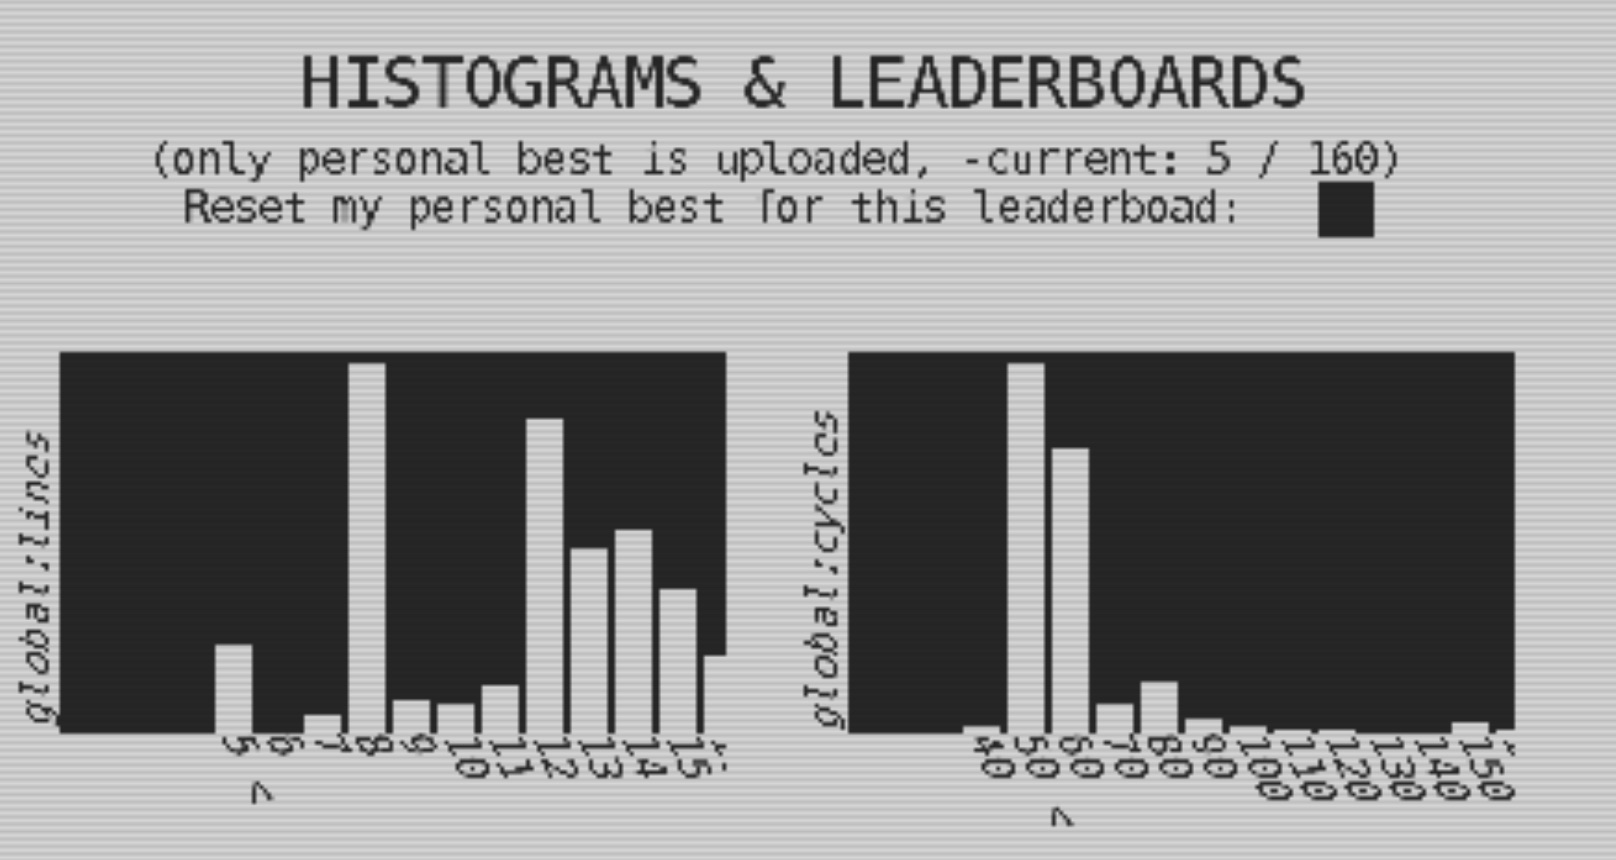 HISTOGRAMS & LEADERBOARDS
(only personal best is uploaded, -current: 5 / 160)
Reset my personal best for this leaderboad:
global:lines
5 6 7 8 9 10 11 12 13 14 15
^
global:cycles
40 50 60 70 80 90 100 110 120 130 140 150
^